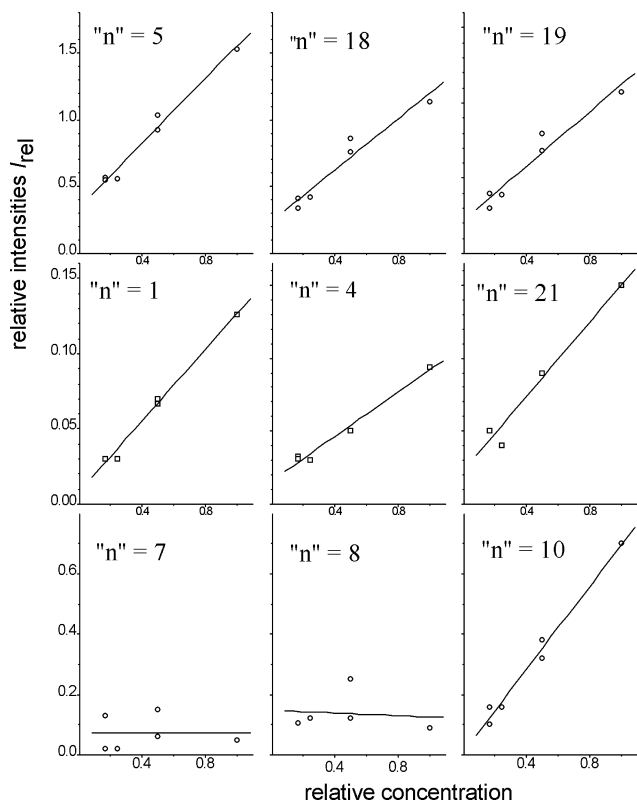 "n" = 5
"n" = 18
"n" = 19
1.5
1.0
0.5
0.0
0.4 0.8 0.4 0.8 0.4 0.8
relative intensities Irel
"n" = 1
"n" = 4
"n" = 21
0.15
0.10
0.05
0.00
0.4 0.8 0.4 0.8 0.4 0.8
"n" = 7
"n" = 8
"n" = 10
0.6
0.4
0.2
0.0
0.4 0.8 0.4 0.8 0.4 0.8
relative concentration